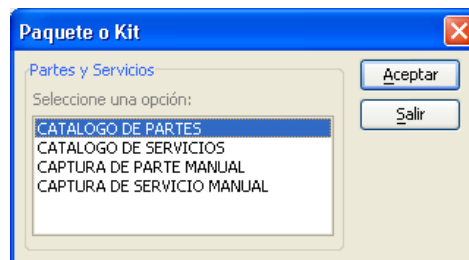 Paquete o Kit
Partes y Servicios
Aceptar
Seleccione una opción:
Salir
CATALOGO DE PARTES
CATALOGO DE SERVICIOS
CAPTURA DE PARTE MANUAL
CAPTURA DE SERVICIO MANUAL